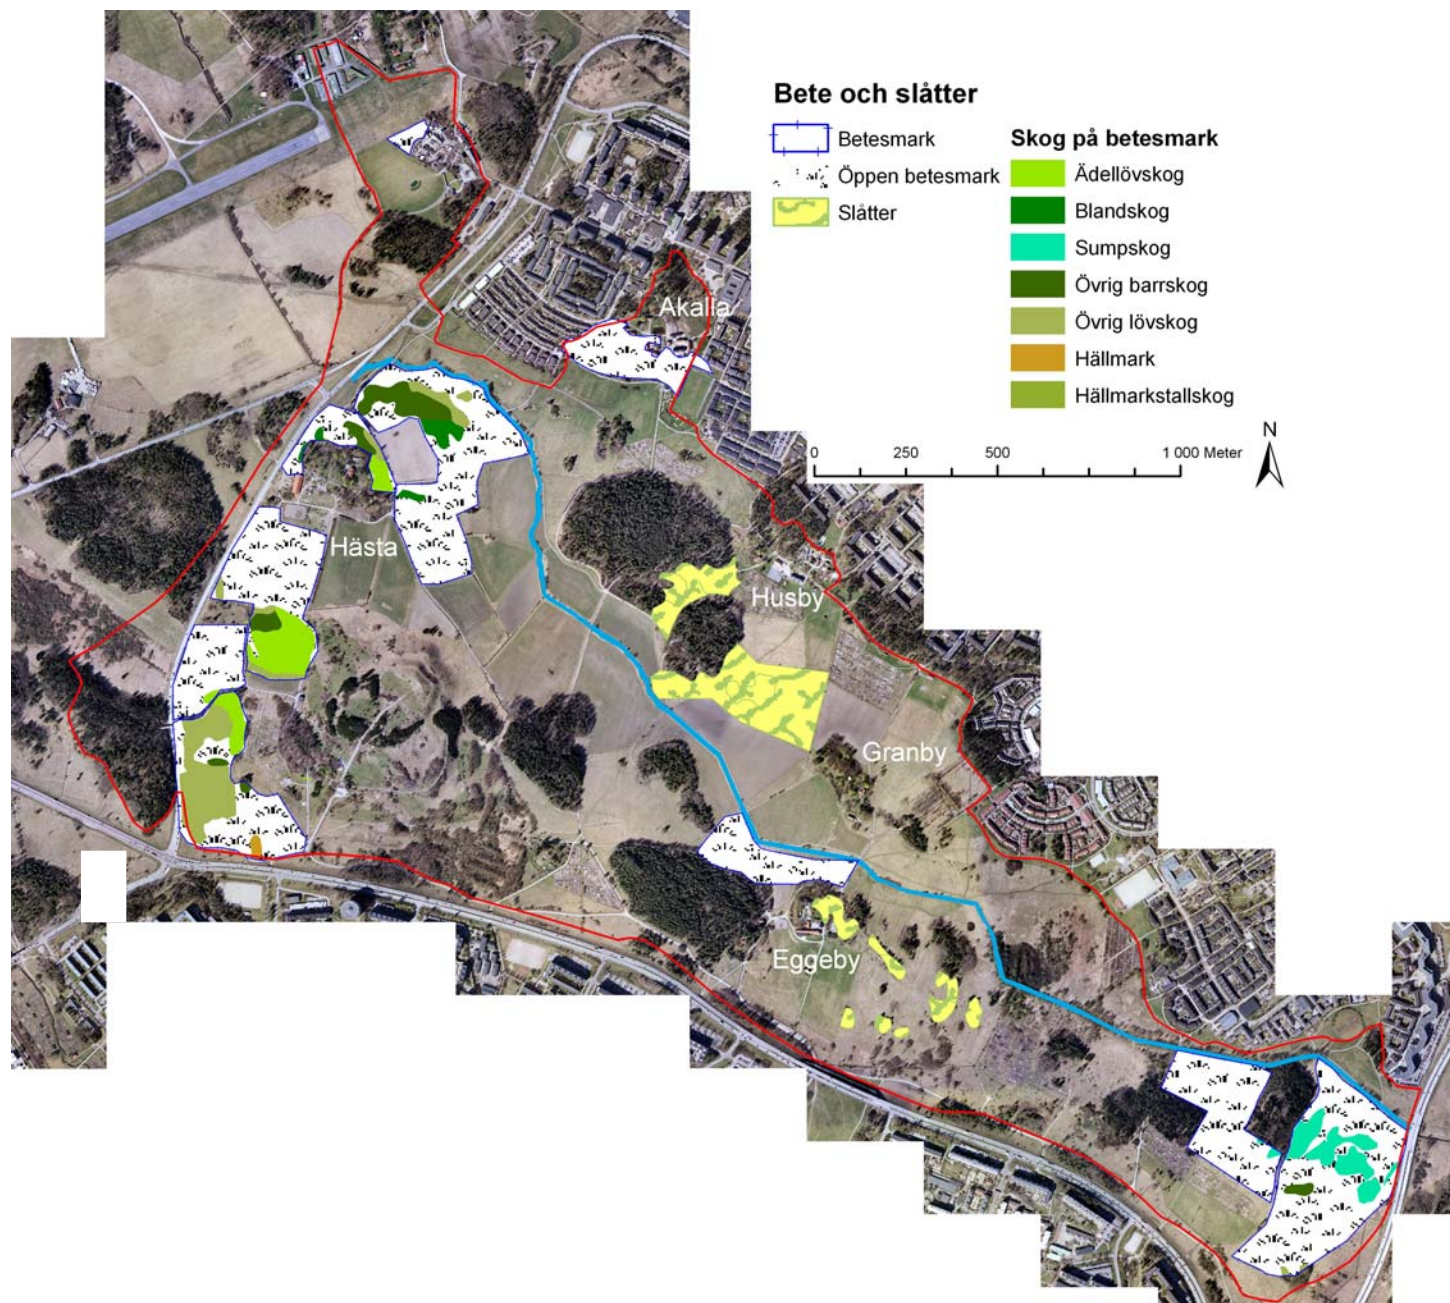 Bete och slåtter
Betesmark
Öppen betesmark
Slåtter
Skog på betesmark
Ädellövskog
Blandskog
Sumpskog
Övrig barrskog
Övrig lövskog
Hällmark
Hällmarkstallskog
N
0 250 500 1 000 Meter
Akalla
Hästa
Husby
Granby
Eggeby